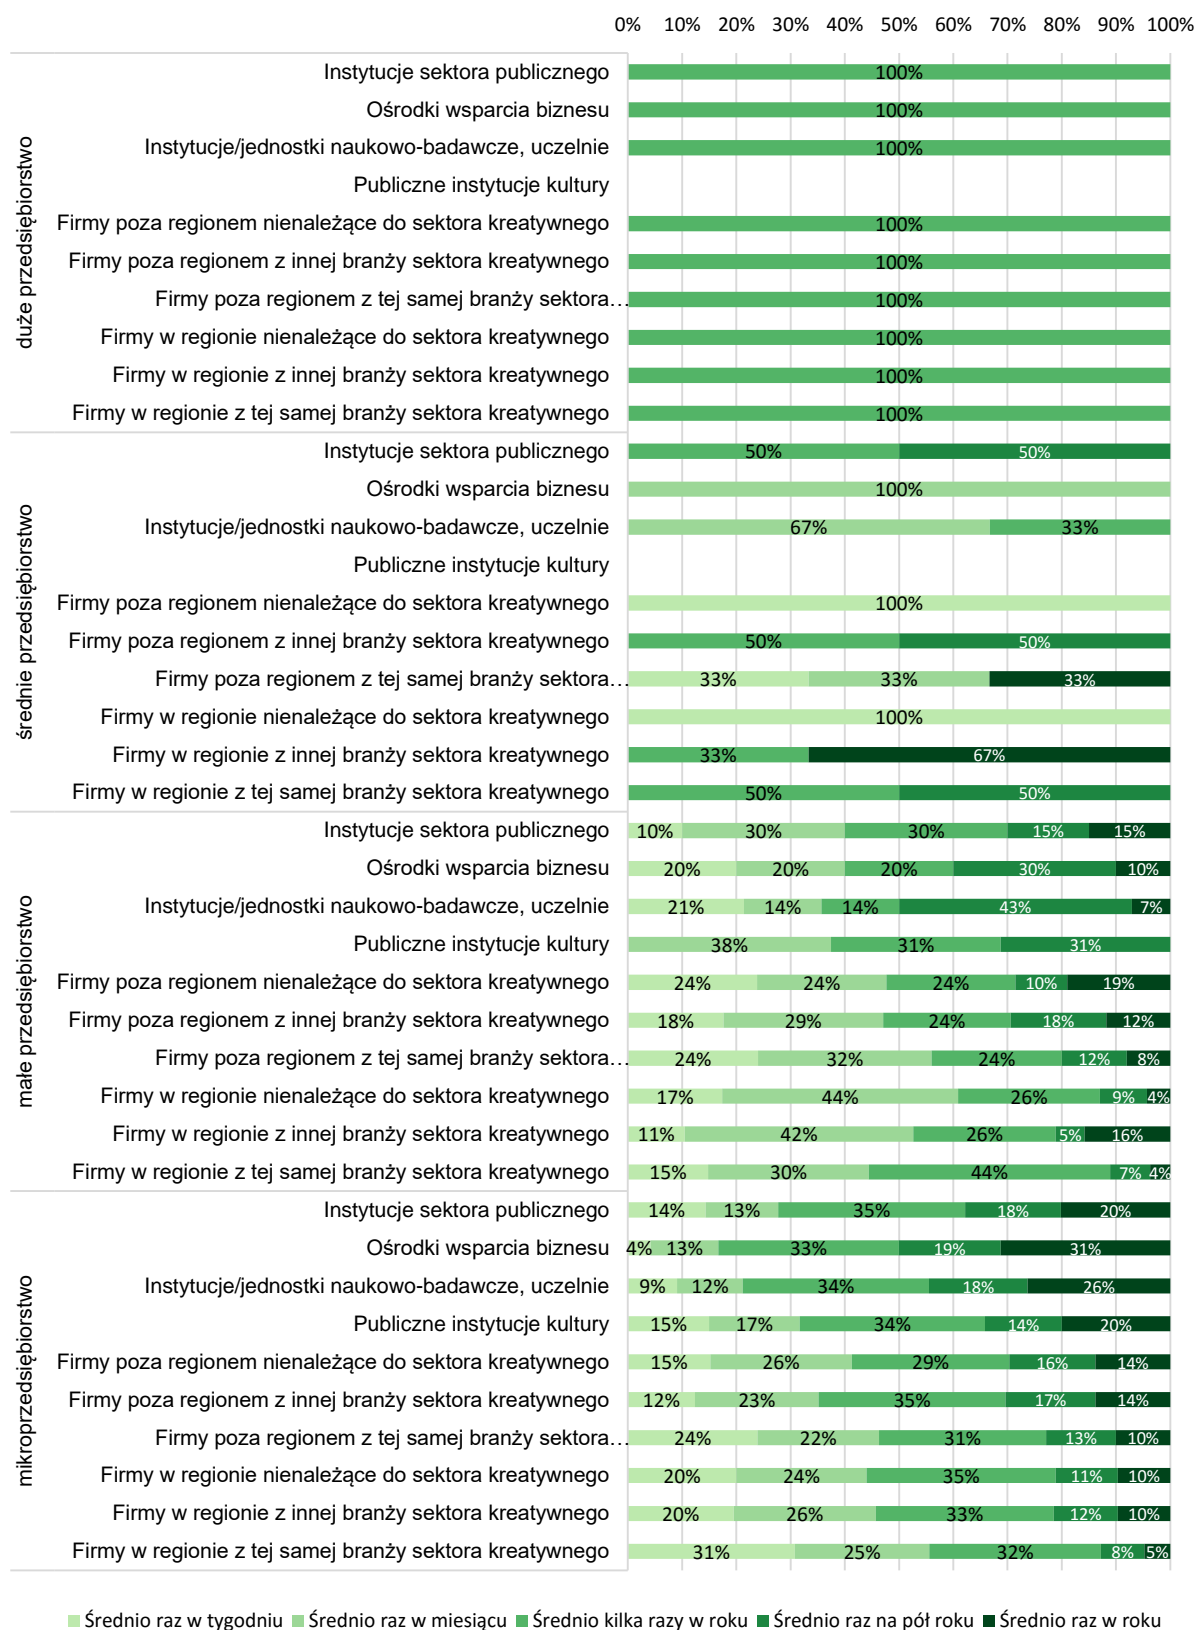 0% 10% 20% 30% 40% 50% 60% 70% 80% 90% 100%
duże przedsiębiorstwo
Instytucje sektora publicznego 100%
Ośrodki wsparcia biznesu 100%
Instytucje/jednostki naukowo-badawcze, uczelnie 100%
Publiczne instytucje kultury
Firmy poza regionem nienależące do sektora kreatywnego 100%
Firmy poza regionem z innej branży sektora kreatywnego 100%
Firmy poza regionem z tej samej branży sektora… 100%
Firmy w regionie nienależące do sektora kreatywnego 100%
Firmy w regionie z innej branży sektora kreatywnego 100%
Firmy w regionie z tej samej branży sektora kreatywnego 100%
średnie przedsiębiorstwo
Instytucje sektora publicznego 50% 50%
Ośrodki wsparcia biznesu 100%
Instytucje/jednostki naukowo-badawcze, uczelnie 67% 33%
Publiczne instytucje kultury
Firmy poza regionem nienależące do sektora kreatywnego 100%
Firmy poza regionem z innej branży sektora kreatywnego 50% 50%
Firmy poza regionem z tej samej branży sektora… 33% 33% 33%
Firmy w regionie nienależące do sektora kreatywnego 100%
Firmy w regionie z innej branży sektora kreatywnego 33% 67%
Firmy w regionie z tej samej branży sektora kreatywnego 50% 50%
małe przedsiębiorstwo
Instytucje sektora publicznego 10% 30% 30% 15% 15%
Ośrodki wsparcia biznesu 20% 20% 20% 30% 10%
Instytucje/jednostki naukowo-badawcze, uczelnie 21% 14% 14% 43% 7%
Publiczne instytucje kultury 38% 31% 31%
Firmy poza regionem nienależące do sektora kreatywnego 24% 24% 24% 10% 19%
Firmy poza regionem z innej branży sektora kreatywnego 18% 29% 24% 18% 12%
Firmy poza regionem z tej samej branży sektora… 24% 32% 24% 12% 8%
Firmy w regionie nienależące do sektora kreatywnego 17% 44% 26% 9% 4%
Firmy w regionie z innej branży sektora kreatywnego 11% 42% 26% 5% 16%
Firmy w regionie z tej samej branży sektora kreatywnego 15% 30% 44% 7% 4%
mikroprzedsiębiorstwo
Instytucje sektora publicznego 14% 13% 35% 18% 20%
Ośrodki wsparcia biznesu 4% 13% 33% 19% 31%
Instytucje/jednostki naukowo-badawcze, uczelnie 9% 12% 34% 18% 26%
Publiczne instytucje kultury 15% 17% 34% 14% 20%
Firmy poza regionem nienależące do sektora kreatywnego 15% 26% 29% 16% 14%
Firmy poza regionem z innej branży sektora kreatywnego 12% 23% 35% 17% 14%
Firmy poza regionem z tej samej branży sektora… 24% 22% 31% 13% 10%
Firmy w regionie nienależące do sektora kreatywnego 20% 24% 35% 11% 10%
Firmy w regionie z innej branży sektora kreatywnego 20% 26% 33% 12% 10%
Firmy w regionie z tej samej branży sektora kreatywnego 31% 25% 32% 8% 5%
Średnio raz w tygodniu Średnio raz w miesiącu Średnio kilka razy w roku Średnio raz na pół roku Średnio raz w roku